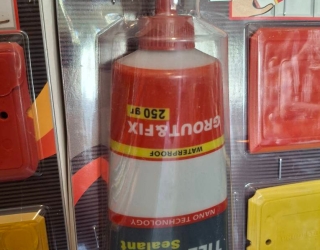 TILE
Sealant
NANO TECHNOLOGY
WATERPROOF
GROUT&FIX
250 gr